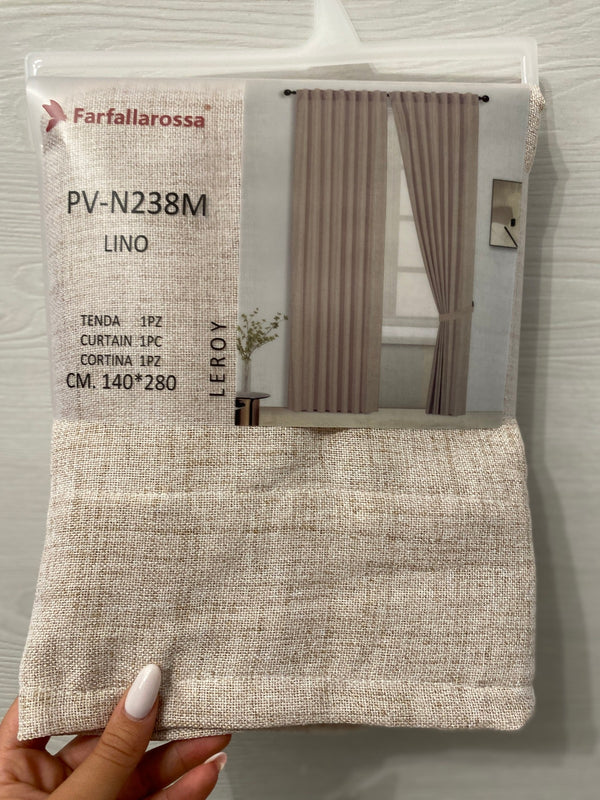 Farfallarossa
PV-N238M
LINO
TENDA 1PZ
CURTAIN 1PC
CORTINA 1PZ
CM. 140*280
LEROY